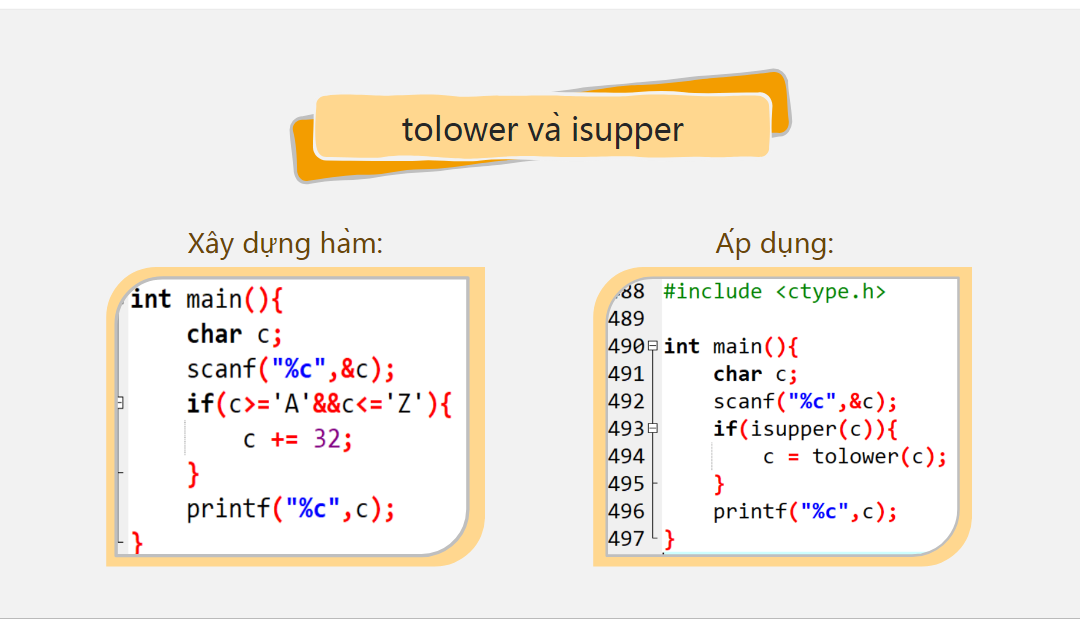 tolower và isupper
Xây dựng hàm:
int main(){
char c;
scanf("%c",&c);
if(c>='A'&&c<='Z'){
c += 32;
}
printf("%c",c);
}
Áp dụng:
88 #include <ctype.h>
489
490 int main(){
491 char c;
492 scanf("%c",&c);
493 if(isupper(c)){
494 c = tolower(c);
495 }
496 printf("%c",c);
497 }